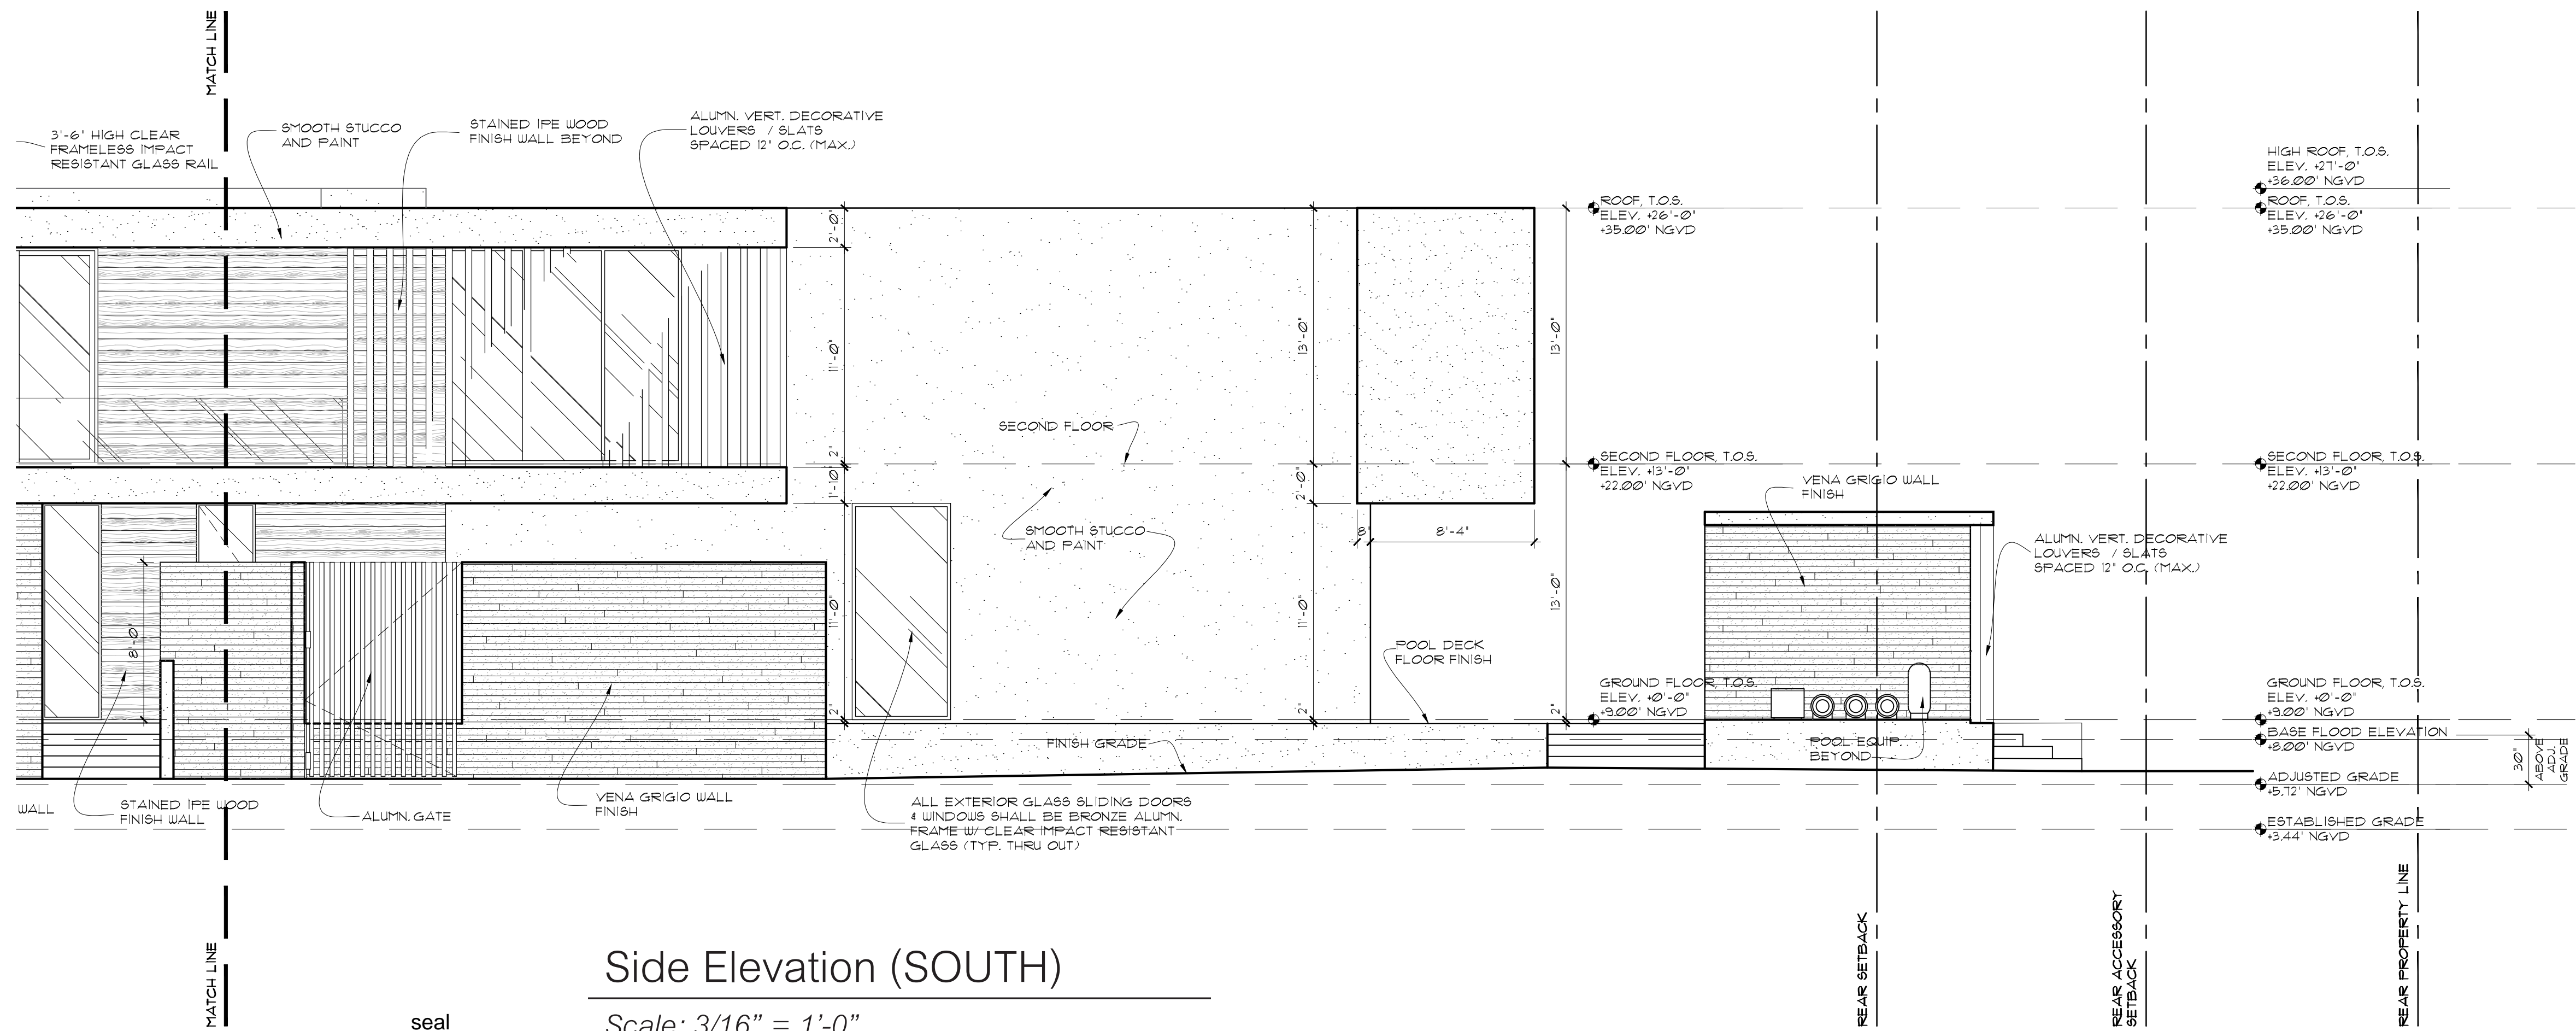 MATCH LINE
3'-6" HIGH CLEAR
FRAMELESS IMPACT
RESISTANT GLASS RAIL
SMOOTH STUCCO
AND PAINT
STAINED IPE WOOD
FINISH WALL BEYOND
ALUMN. VERT. DECORATIVE
LOUVERS / SLATS
SPACED 12" O.C. (MAX.)
HIGH ROOF, T.O.S.
ELEV. +27'-0"
+36.00' NGVD
ROOF, T.O.S.
ELEV. +26'-0"
+35.00' NGVD
ROOF, T.O.S.
ELEV. +26'-0"
+35.00' NGVD
2'-0"
11'-0"
13'-0"
13'-0"
SECOND FLOOR
2"
1'-10"
2'-0"
SECOND FLOOR, T.O.S.
ELEV. +13'-0"
+22.00' NGVD
SECOND FLOOR, T.O.S.
ELEV. +13'-0"
+22.00' NGVD
VENA GRIGIO WALL
FINISH
SMOOTH STUCCO
AND PAINT
8"
8'-4"
ALUMN. VERT. DECORATIVE
LOUVERS / SLATS
SPACED 12" O.C. (MAX.)
8'-0"
11'-0"
11'-0"
13'-0"
POOL DECK
FLOOR FINISH
2"
2"
2"
GROUND FLOOR, T.O.S.
ELEV. +0'-0"
+9.00' NGVD
GROUND FLOOR, T.O.S.
ELEV. +0'-0"
+9.00' NGVD
BASE FLOOD ELEVATION
+8.00' NGVD
FINISH GRADE
POOL EQUIP
BEYOND
30"
ABOVE
ADJ.
GRADE
ADJUSTED GRADE
+5.72' NGVD
WALL
STAINED IPE WOOD
FINISH WALL
ALUMN. GATE
VENA GRIGIO WALL
FINISH
ALL EXTERIOR GLASS SLIDING DOORS
& WINDOWS SHALL BE BRONZE ALUMN.
FRAME W/ CLEAR IMPACT RESISTANT
GLASS (TYP. THRU OUT)
ESTABLISHED GRADE
+3.44' NGVD
MATCH LINE
REAR SETBACK
REAR ACCESSORY
SETBACK
REAR PROPERTY LINE
Side Elevation (SOUTH)
seal
Scale: 3/16" = 1'-0"